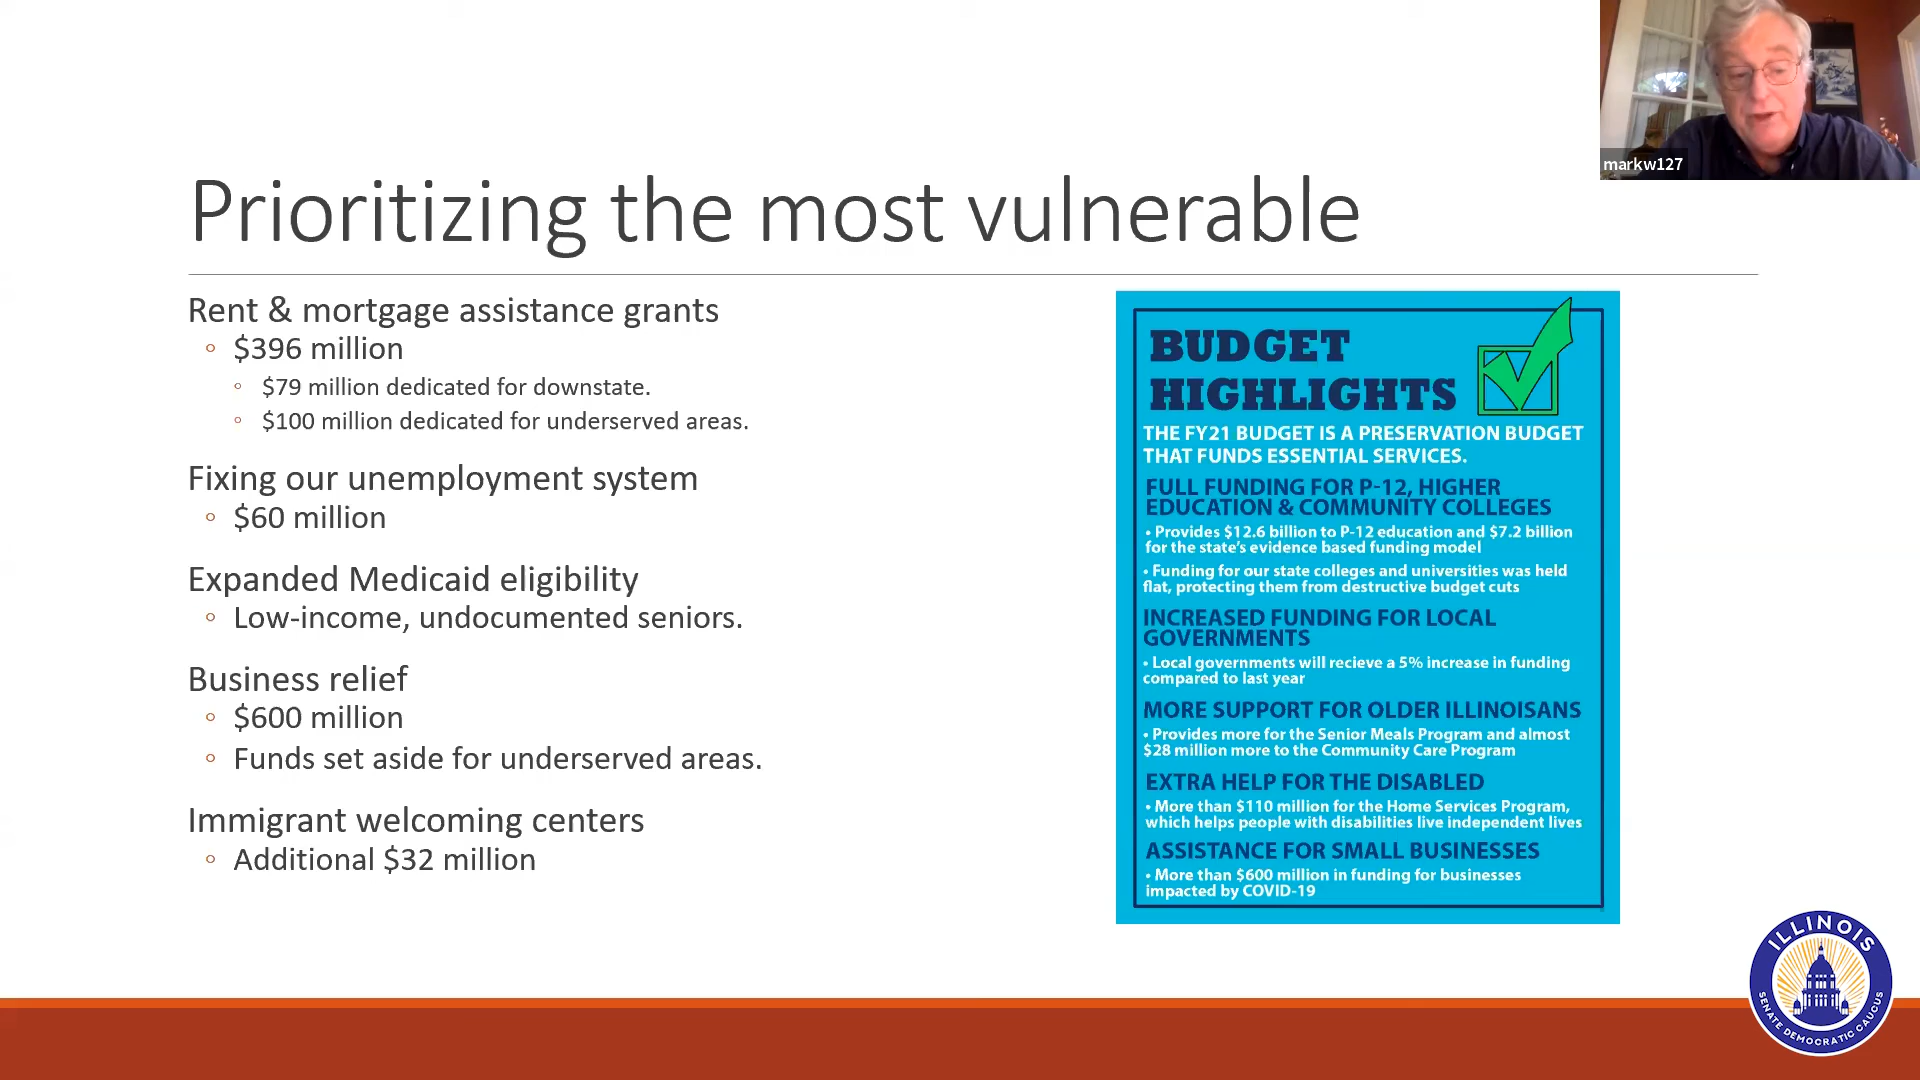 markw127
Prioritizing the most vulnerable
Rent & mortgage assistance grants
◦ $396 million
◦ $79 million dedicated for downstate.
◦ $100 million dedicated for underserved areas.
Fixing our unemployment system
◦ $60 million
Expanded Medicaid eligibility
◦ Low-income, undocumented seniors.
Business relief
◦ $600 million
◦ Funds set aside for underserved areas.
Immigrant welcoming centers
◦ Additional $32 million
BUDGET
HIGHLIGHTS
THE FY21 BUDGET IS A PRESERVATION BUDGET
THAT FUNDS ESSENTIAL SERVICES.
FULL FUNDING FOR P-12, HIGHER
EDUCATION & COMMUNITY COLLEGES
• Provides $12.6 billion to P-12 education and $7.2 billion
for the state's evidence based funding model
• Funding for our state colleges and universities was held
flat, protecting them from destructive budget cuts
INCREASED FUNDING FOR LOCAL
GOVERNMENTS
• Local governments will recieve a 5% increase in funding
compared to last year
MORE SUPPORT FOR OLDER ILLINOISANS
• Provides more for the Senior Meals Program and almost
$28 million more to the Community Care Program
EXTRA HELP FOR THE DISABLED
• More than $110 million for the Home Services Program,
which helps people with disabilities live independent lives
ASSISTANCE FOR SMALL BUSINESSES
• More than $600 million in funding for businesses
impacted by COVID-19
ILLINOIS
SENATE DEMOCRATIC CAUCUS